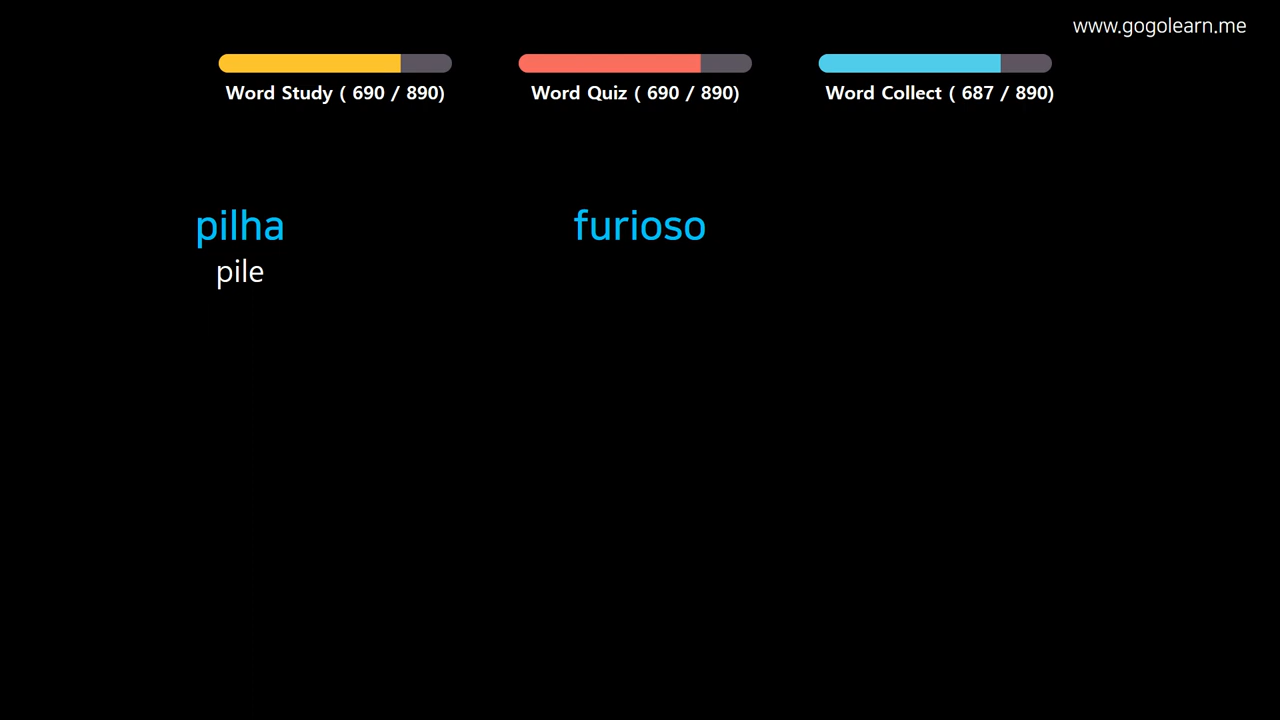 www.gogolearn.me
Word Study ( 690 / 890)
Word Quiz ( 690 / 890)
Word Collect ( 687 / 890)
pilha
pile
furioso